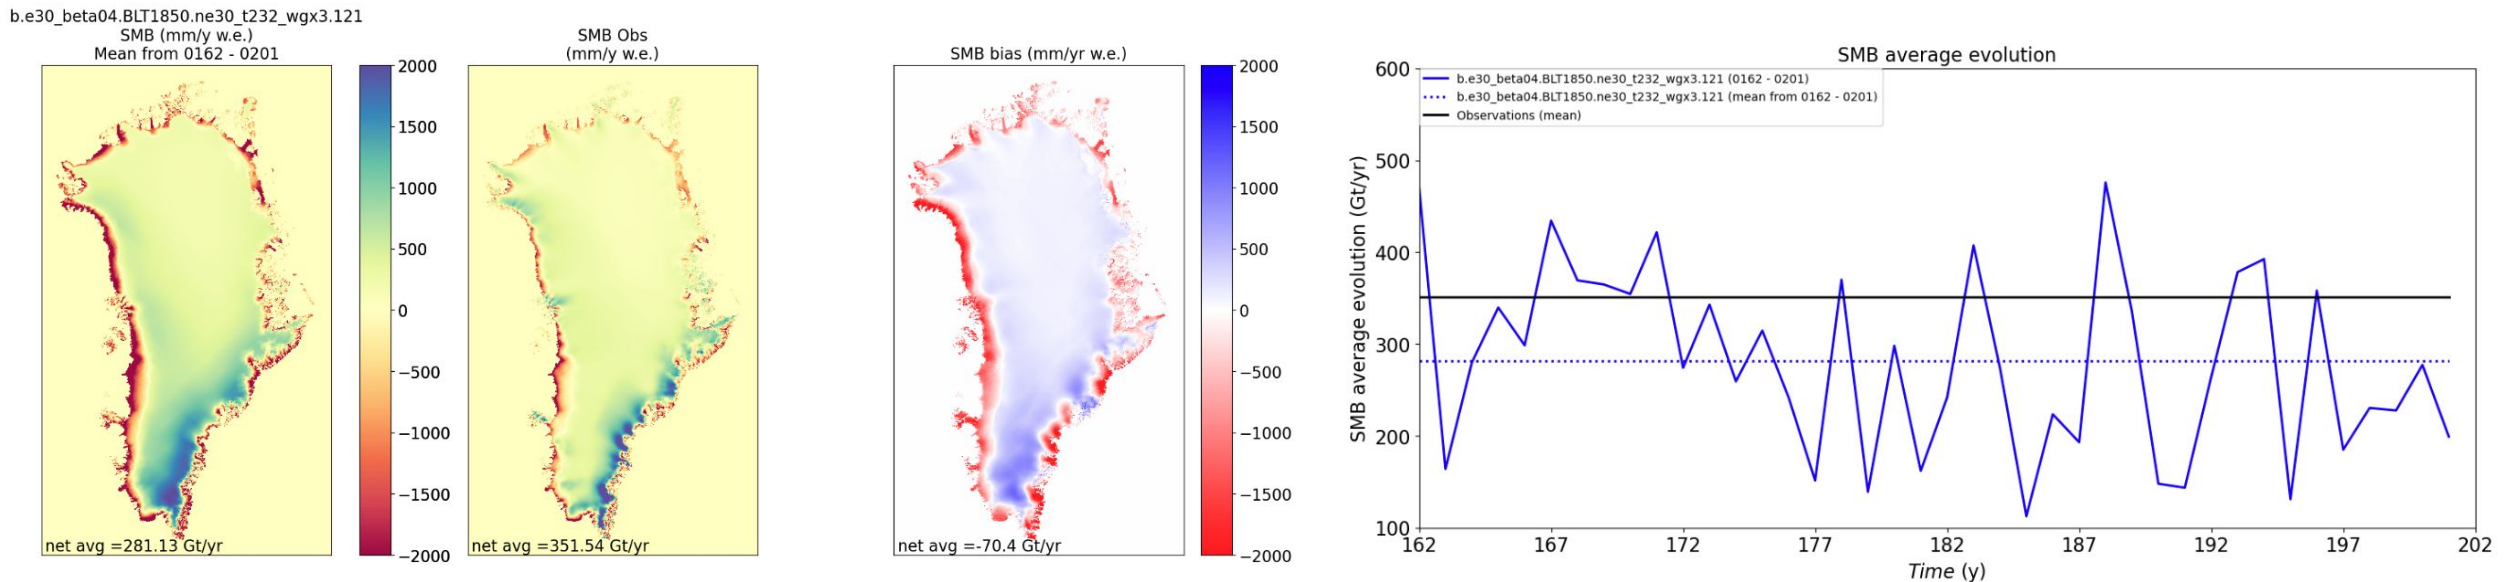 b.e30_beta04.BLT1850.ne30_t232_wgx3.121
SMB (mm/y w.e.)
Mean from 0162 - 0201
2000
1500
1000
500
0
−500
−1000
−1500
−2000
net avg =281.13 Gt/yr
SMB Obs
(mm/y w.e.)
net avg =351.54 Gt/yr
SMB bias (mm/yr w.e.)
2000
1500
1000
500
0
−500
−1000
−1500
−2000
net avg =-70.4 Gt/yr
SMB average evolution
b.e30_beta04.BLT1850.ne30_t232_wgx3.121 (0162 - 0201)
b.e30_beta04.BLT1850.ne30_t232_wgx3.121 (mean from 0162 - 0201)
Observations (mean)
SMB average evolution (Gt/yr)
600
500
400
300
200
100
162 167 172 177 182 187 192 197 202
Time (y)